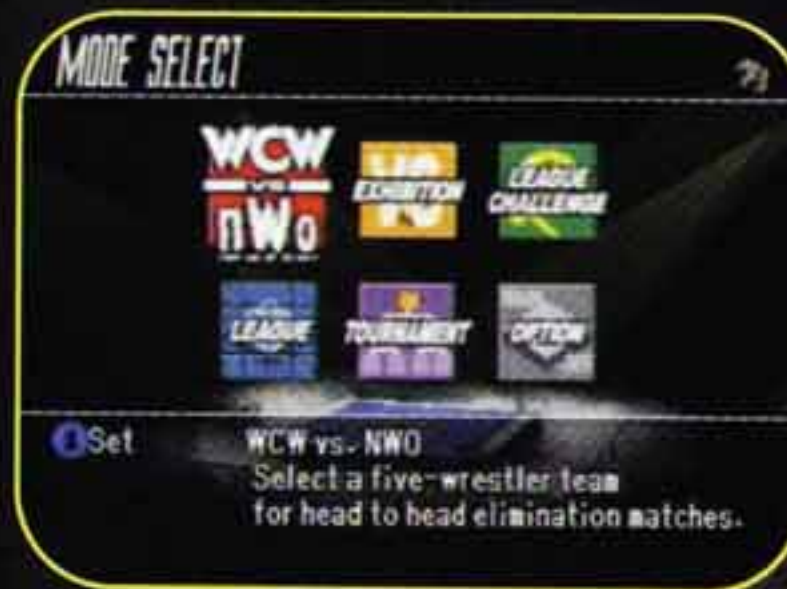 MODE SELECT
WCW
VS
nWo
VS
EXHIBITION
LEAGUE
CHALLENGE
LEAGUE
TOURNAMENT
OPTION
Set
WCW vs. NWO
Select a five-wrestler team
for head to head elimination matches.